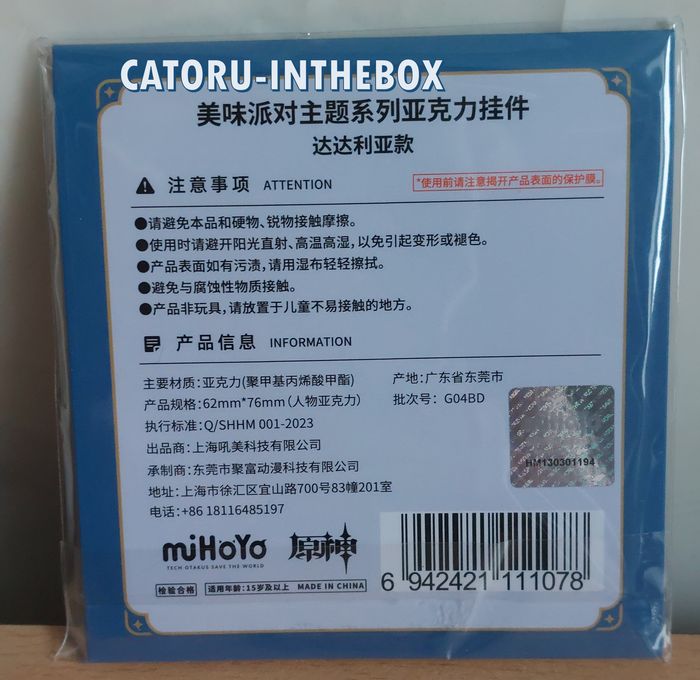 CATORU-INTHEBOX
美味派对主题系列亚克力挂件
达达利亚款
注意事项 ATTENTION
*使用前请注意揭开产品表面的保护膜。
●请避免本品和硬物、锐物接触摩擦。
●使用时请避开阳光直射、高温高湿,以免引起变形或褪色。
●产品表面如有污渍,请用湿布轻轻擦拭。
●避免与腐蚀性物质接触。
●产品非玩具,请放置于儿童不易接触的地方。
产品信息 INFORMATION
主要材质:亚克力(聚甲基丙烯酸甲酯)
产地:广东省东莞市
产品规格:62mm*76mm(人物亚克力)
批次号:G04BD
执行标准:Q/SHHM 001-2023
出品商:上海吼美科技有限公司
承制商:东莞市聚富动漫科技有限公司
地址:上海市徐汇区宜山路700号83幢201室
电话:+86 18116485197
HM130301194
miHoYo
TECH OTAKUS SAVE THE WORLD
原神
检验合格
适用年龄:15岁及以上
MADE IN CHINA
6 942421 111078